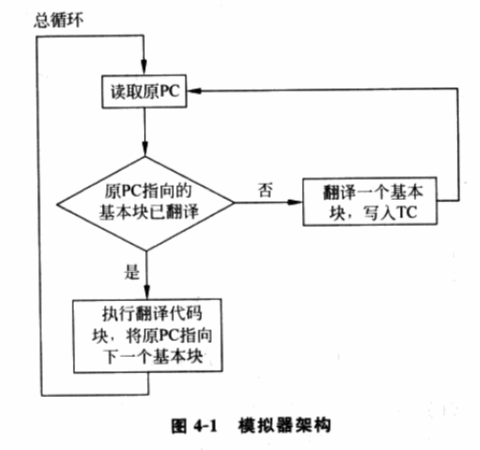 总循环
读取原PC
原PC指向的
基本块已翻译
否
翻译一个基本
块，写入TC
是
执行翻译代码
块，将原PC指向
下一个基本块
图 4-1 模拟器架构